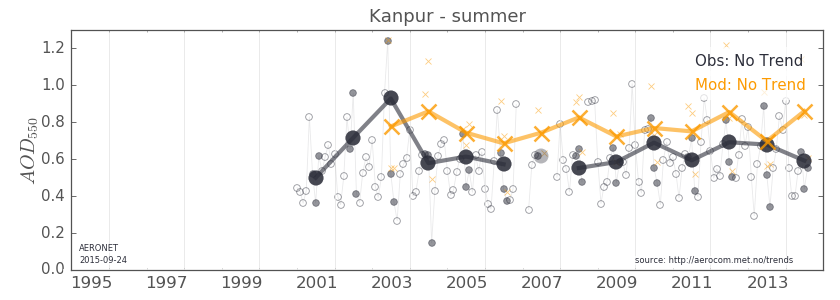 Kanpur - summer
1.2
1.0
0.8
0.6
0.4
0.2
0.0
AOD550
Obs: No Trend
Mod: No Trend
AERONET
2015-09-24
source: http://aerocom.met.no/trends
1995 1997 1999 2001 2003 2005 2007 2009 2011 2013